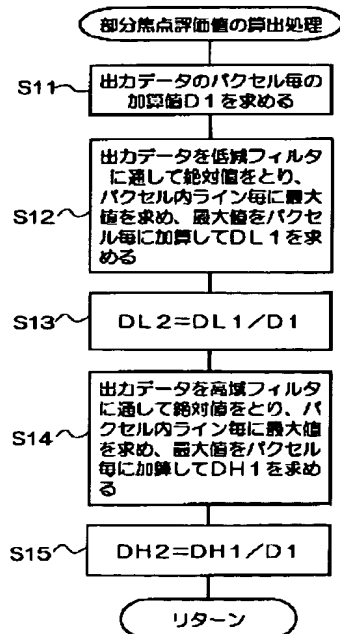 部分焦点評価値の算出処理
S11
出力データのパクセル毎の
加算値D1を求める
S12
出力データを低域フィルタ
に通して絶対値をとり、
パクセル内ライン毎に最大
値を求め、最大値をパクセ
ル毎に加算してDL1を求
める
S13
DL2=DL1/D1
S14
出力データを高域フィルタ
に通して絶対値をとり、パ
クセル内ライン毎に最大値
を求め、最大値をパクセル
毎に加算してDH1を求め
る
S15
DH2=DH1/D1
リターン